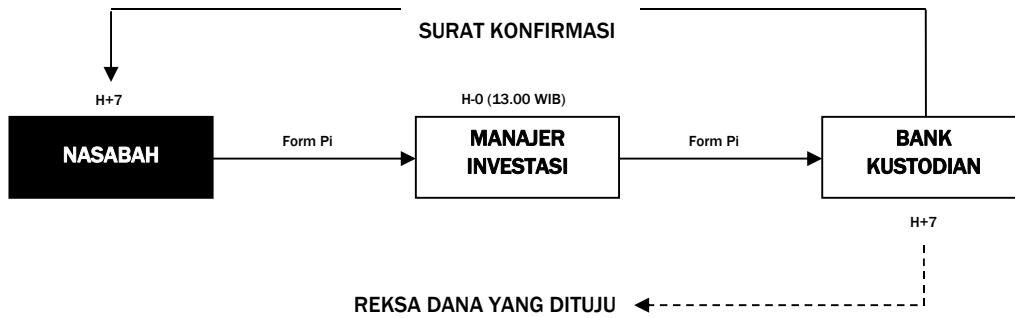 SURAT KONFIRMASI
H+7
H-0 (13.00 WIB)
NASABAH
Form Pi
MANAJER
INVESTASI
Form Pi
BANK
KUSTODIAN
H+7
REKSA DANA YANG DITUJU